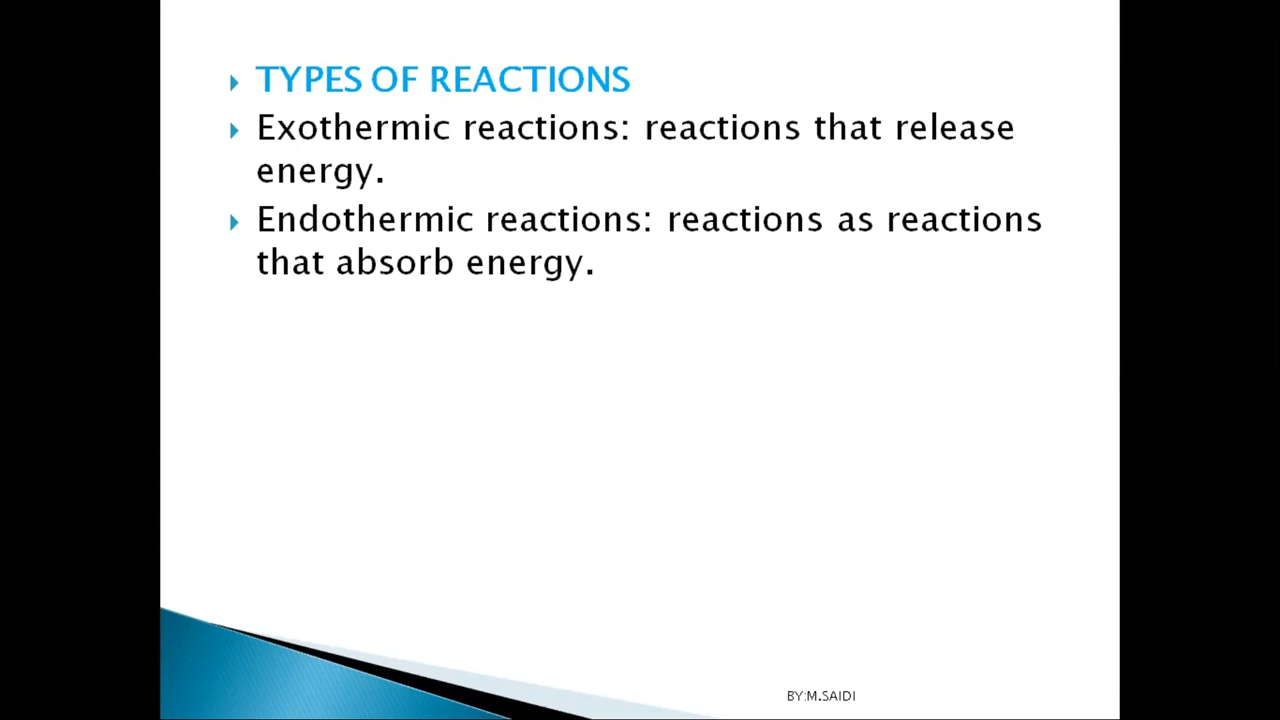 TYPES OF REACTIONS
Exothermic reactions: reactions that release
energy.
Endothermic reactions: reactions as reactions
that absorb energy.
BY:M.SAIDI